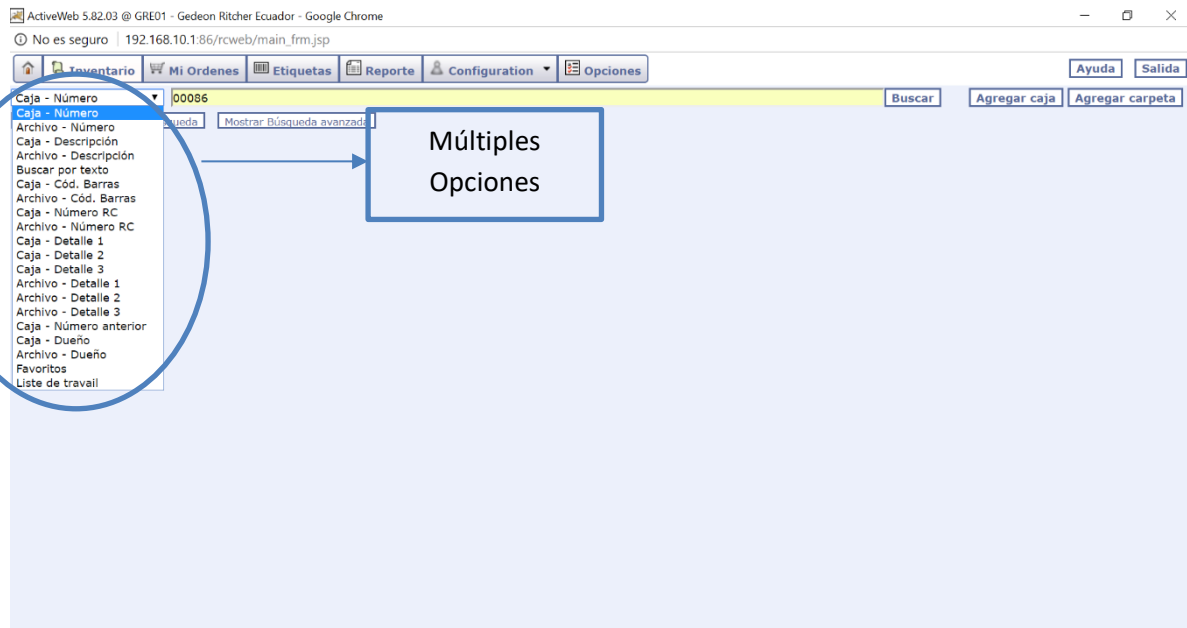 ActiveWeb 5.82.03 @ GRE01 - Gedeon Ritcher Ecuador - Google Chrome
No es seguro | 192.168.10.1:86/rcweb/main_frm.jsp
Inventario Mi Ordenes Etiquetas Reporte Configuration Opciones Ayuda Salida
Caja - Número 00086 Buscar Agregar caja Agregar carpeta
Mostrar Búsqueda avanzada
Caja - Número
Archivo - Número
Caja - Descripción
Archivo - Descripción
Buscar por texto
Caja - Cód. Barras
Archivo - Cód. Barras
Caja - Número RC
Archivo - Número RC
Caja - Detalle 1
Caja - Detalle 2
Caja - Detalle 3
Archivo - Detalle 1
Archivo - Detalle 2
Archivo - Detalle 3
Caja - Número anterior
Caja - Dueño
Archivo - Dueño
Favoritos
Liste de travail
Múltiples
Opciones